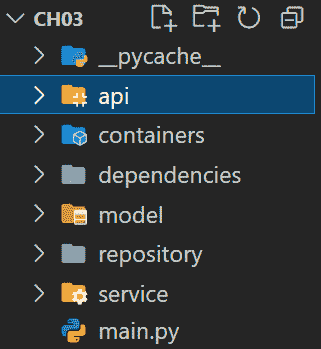 CH03
__pycache__
api
containers
dependencies
model
repository
service
main.py